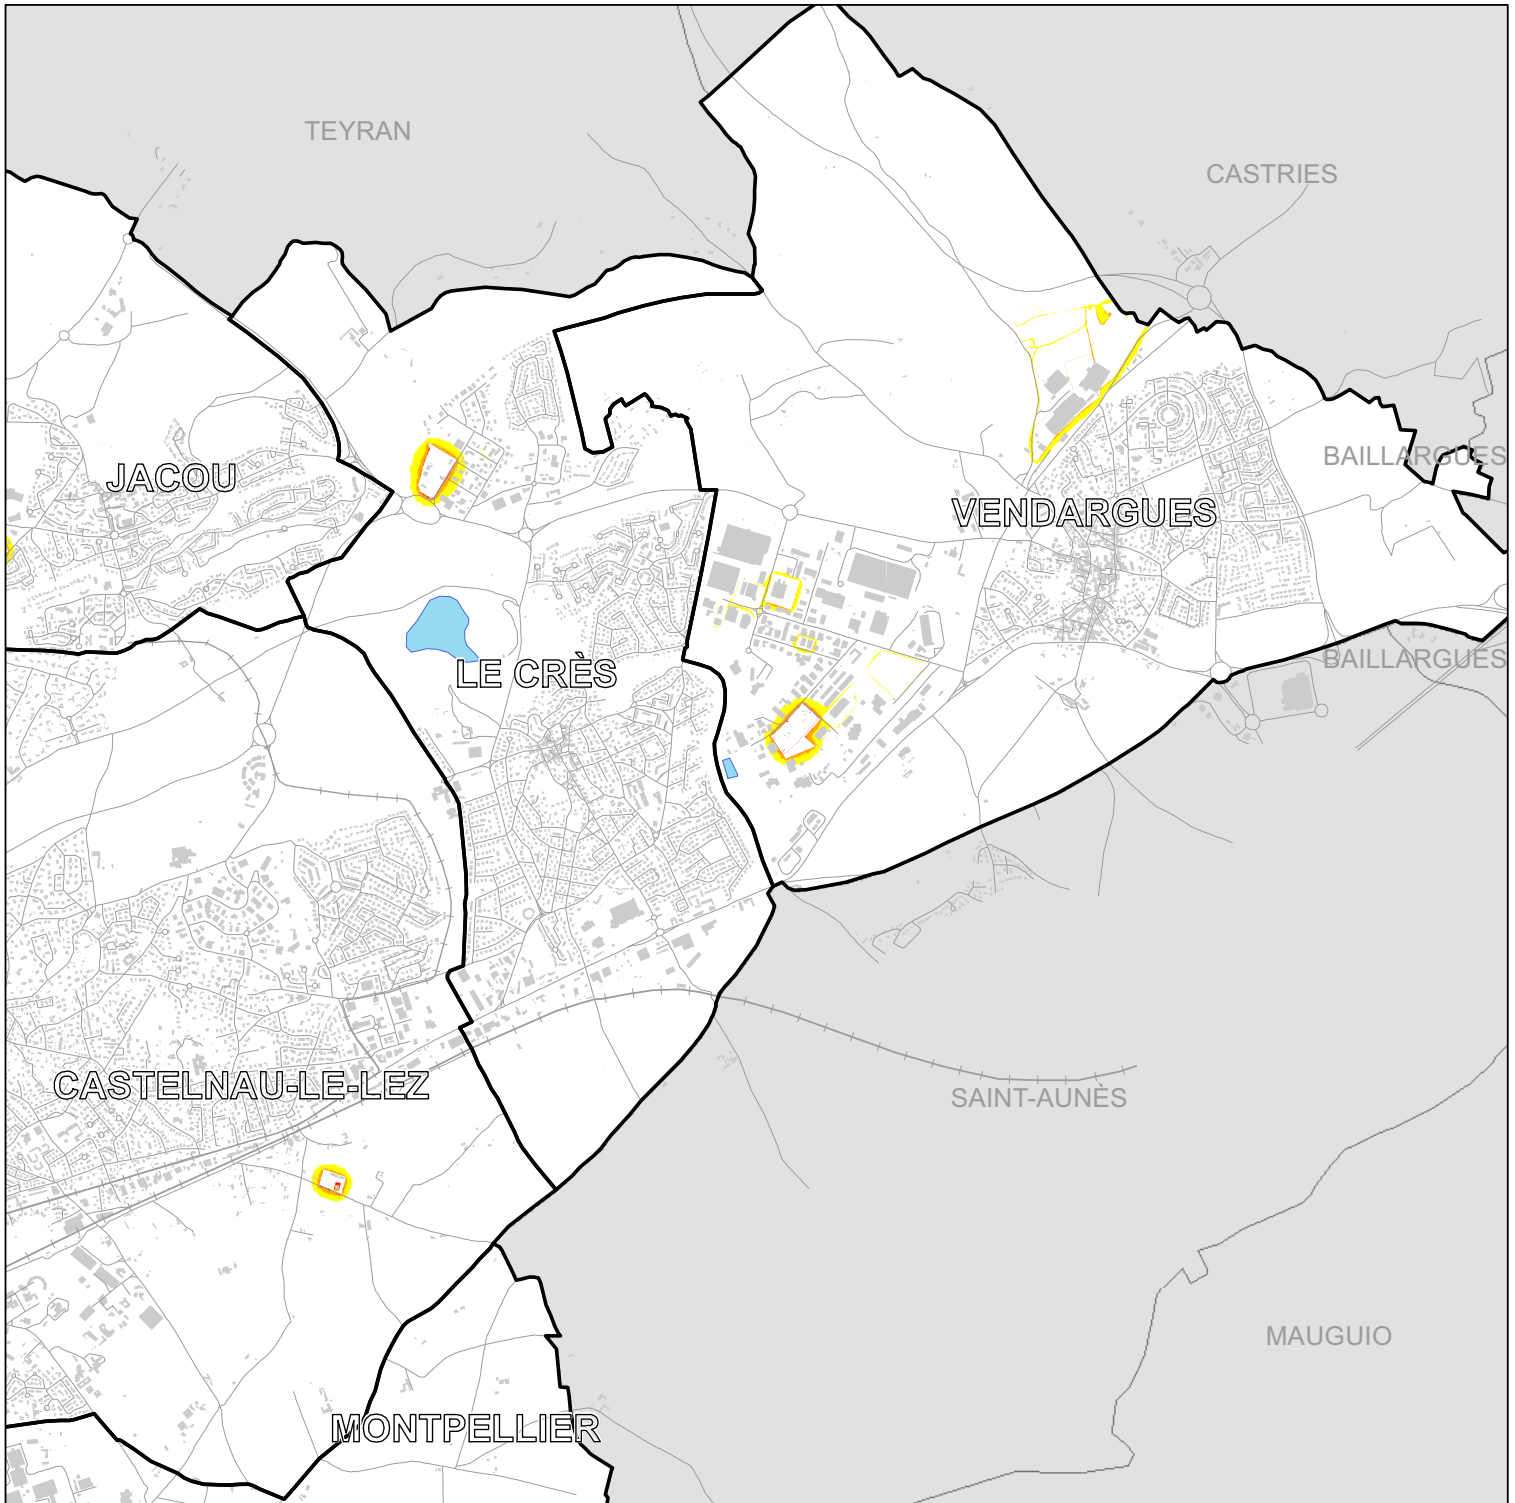 TEYRAN
CASTRIES
BAILLARGUES
JACOU
VENDARGUES
BAILLARGUES
LE CRÈS
CASTELNAU-LE-LEZ
SAINT-AUNÈS
MAUGUIO
MONTPELLIER